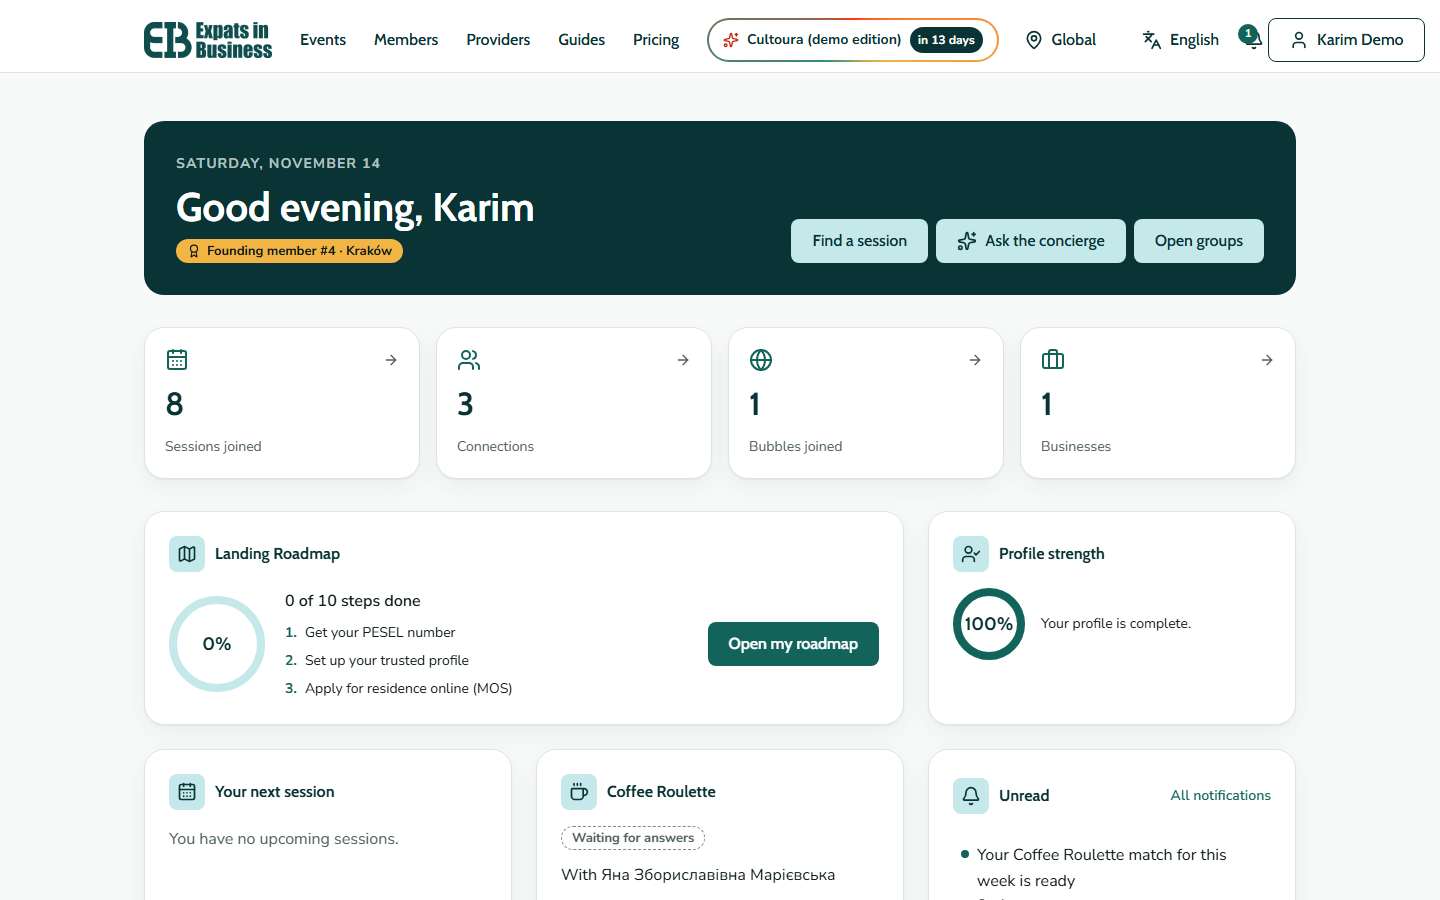 EIB Expats in Business
Events
Members
Providers
Guides
Pricing
Cultoura (demo edition) in 13 days
Global
English
1
Karim Demo
SATURDAY, NOVEMBER 14
Good evening, Karim
Founding member #4 · Kraków
Find a session
Ask the concierge
Open groups
8
Sessions joined
3
Connections
1
Bubbles joined
1
Businesses
Landing Roadmap
0%
0 of 10 steps done
1. Get your PESEL number
2. Set up your trusted profile
3. Apply for residence online (MOS)
Open my roadmap
Profile strength
100%
Your profile is complete.
Your next session
You have no upcoming sessions.
Coffee Roulette
Waiting for answers
With Яна Збориславівна Марієвська
Unread
All notifications
Your Coffee Roulette match for this
week is ready